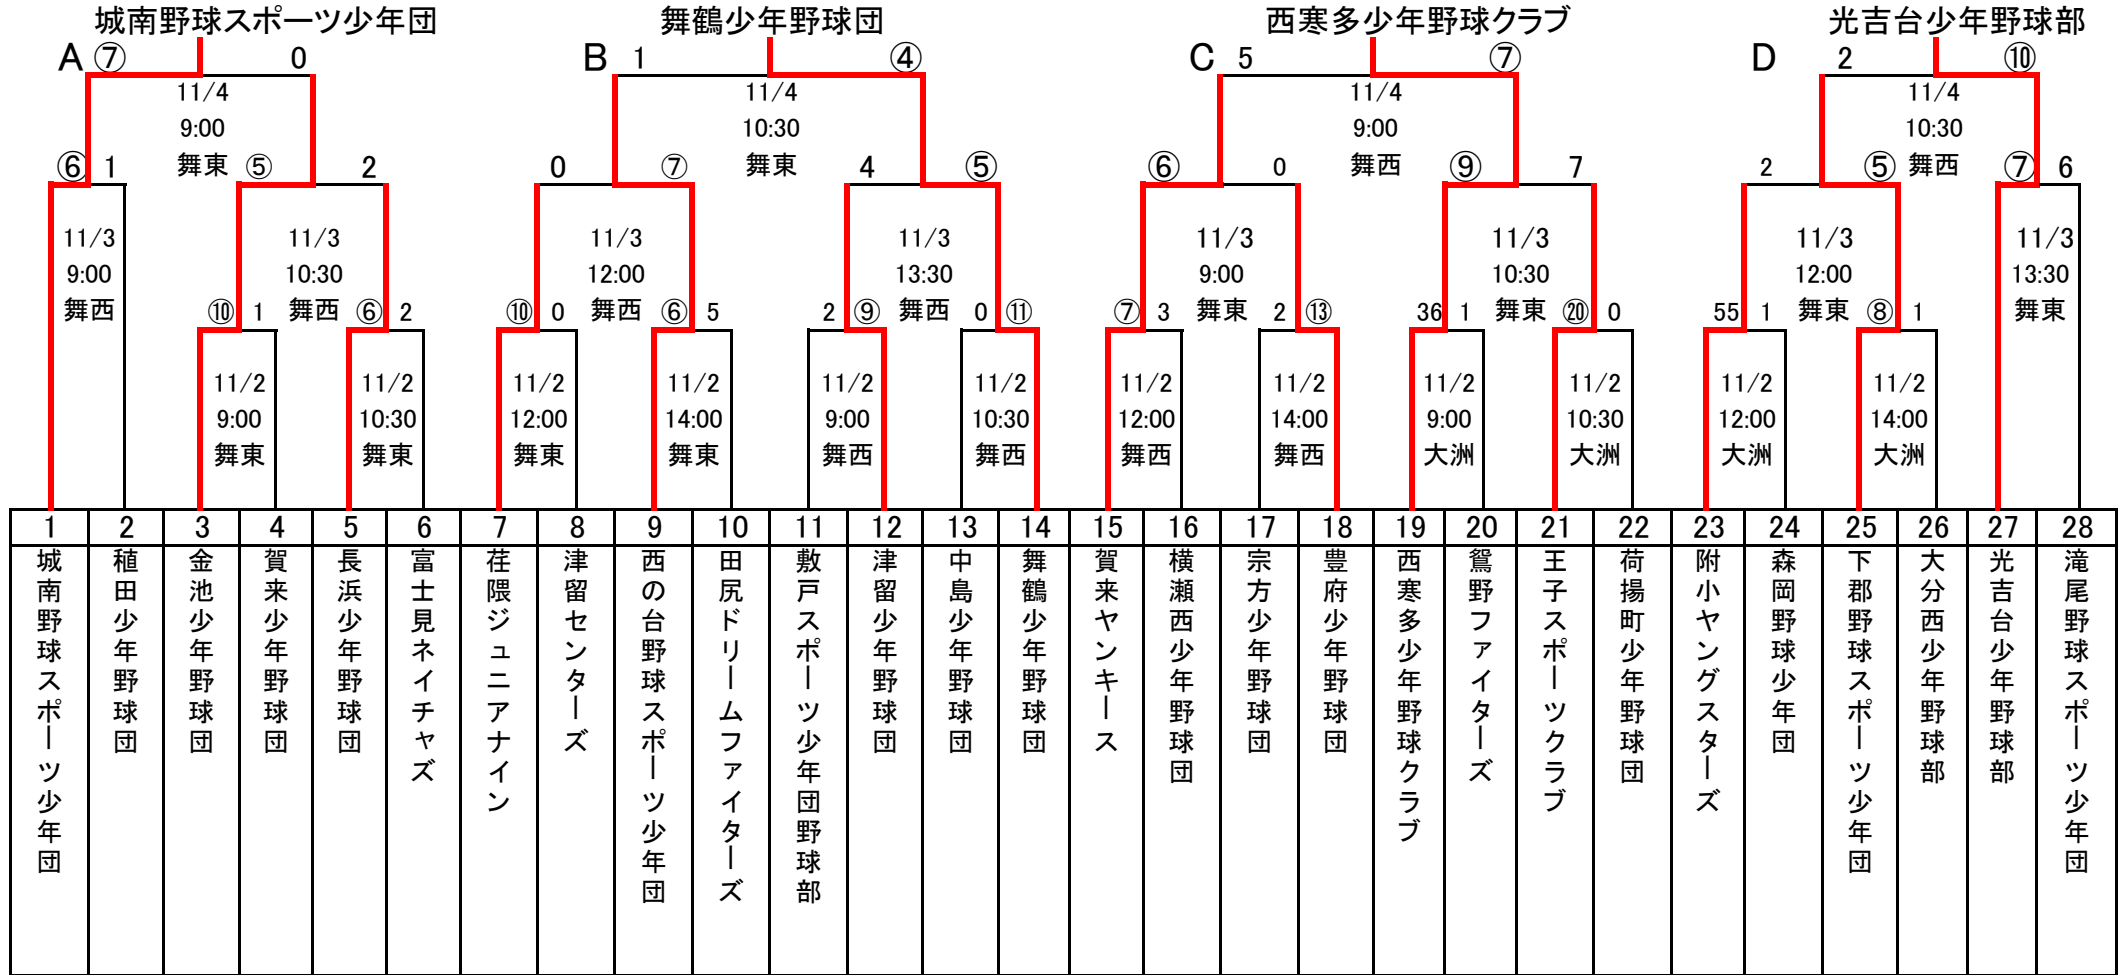 城南野球スポーツ少年団 舞鶴少年野球団 西寒多少年野球クラブ 光吉台少年野球部
A ⑦ 0 B 1 ④ C 5 ⑦ D 2 ⑩
11/4 11/4 11/4 11/4
9:00 10:30 9:00 10:30
舞東 舞東 舞西 舞西
⑥ 1 ⑤ 2 0 ⑦ 4 ⑤ ⑥ 0 ⑨ 7 2 ⑤ ⑦ 6
11/3 11/3 11/3 11/3 11/3 11/3 11/3 11/3
9:00 10:30 12:00 13:30 9:00 10:30 12:00 13:30
舞西 舞西 舞西 舞西 舞東 舞東 舞東 舞東
⑩ 1 ⑥ 2 ⑩ 0 ⑥ 5 2 ⑨ 0 ⑪ ⑦ 3 2 ⑬ 36 1 ⑳ 0 55 1 ⑧ 1
11/2 11/2 11/2 11/2 11/2 11/2 11/2 11/2 11/2 11/2 11/2 11/2
9:00 10:30 12:00 14:00 9:00 10:30 12:00 14:00 9:00 10:30 12:00 14:00
舞東 舞東 舞東 舞東 舞西 舞西 舞西 舞西 大洲 大洲 大洲 大洲
1 2 3 4 5 6 7 8 9 10 11 12 13 14 15 16 17 18 19 20 21 22 23 24 25 26 27 28
城南野球スポーツ少年団
稙田少年野球団
金池少年野球団
賀来少年野球団
長浜少年野球団
富士見ネイチャズ
荏隈ジュニアナイン
津留センターズ
西の台野球スポーツ少年団
田尻ドリームファイターズ
敷戸スポーツ少年団野球部
津留少年野球団
中島少年野球団
舞鶴少年野球団
賀来ヤンキース
横瀬西少年野球団
宗方少年野球団
豊府少年野球団
西寒多少年野球クラブ
鴛野ファイターズ
王子スポーツクラブ
荷揚町少年野球団
附小ヤングスターズ
森岡野球少年団
下郡野球スポーツ少年団
大分西少年野球部
光吉台少年野球部
滝尾野球スポーツ少年団